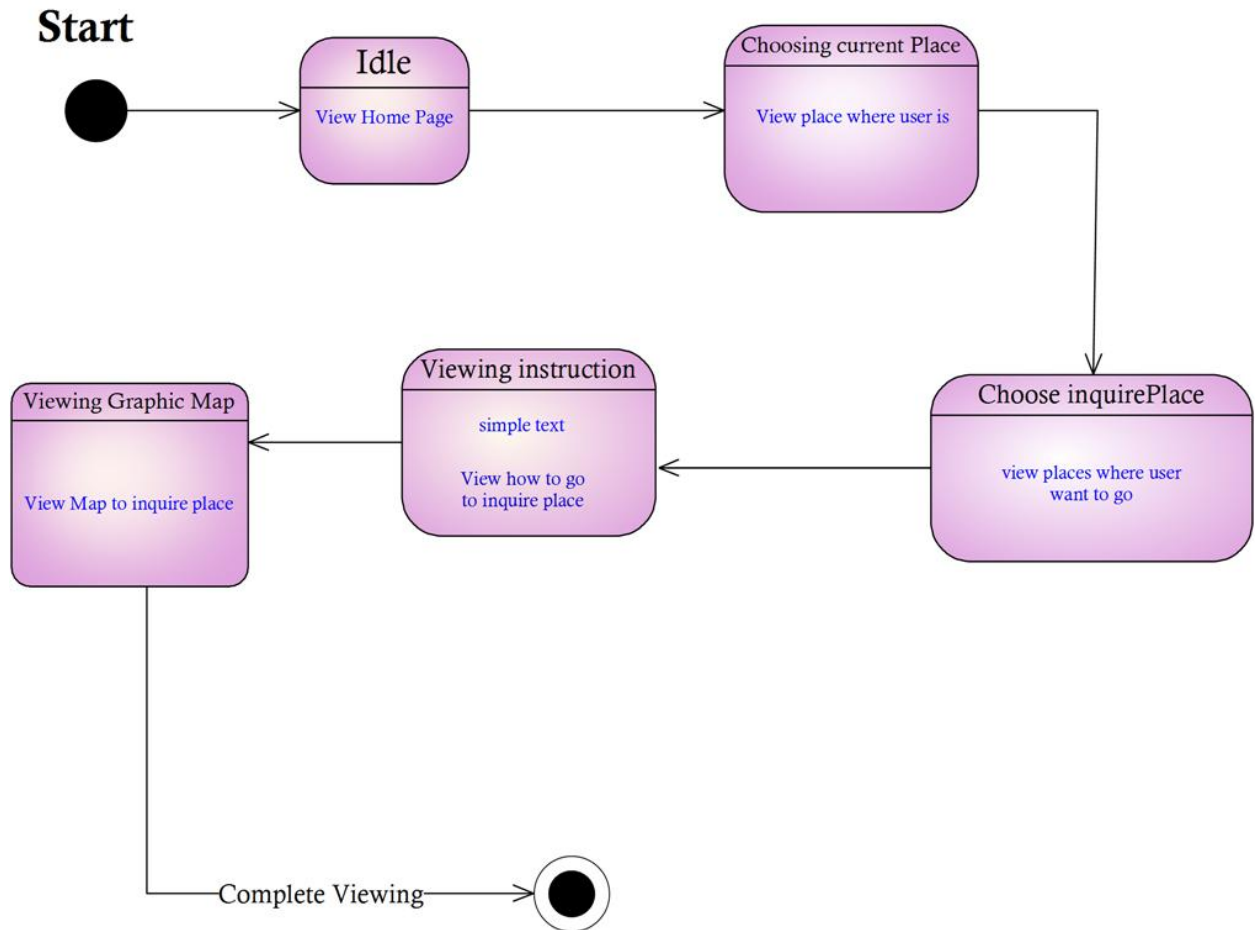 Start
Idle
View Home Page
Choosing current Place
View place where user is
Choose inquirePlace
view places where user
want to go
Viewing instruction
simple text
View how to go
to inquire place
Viewing Graphic Map
View Map to inquire place
Complete Viewing